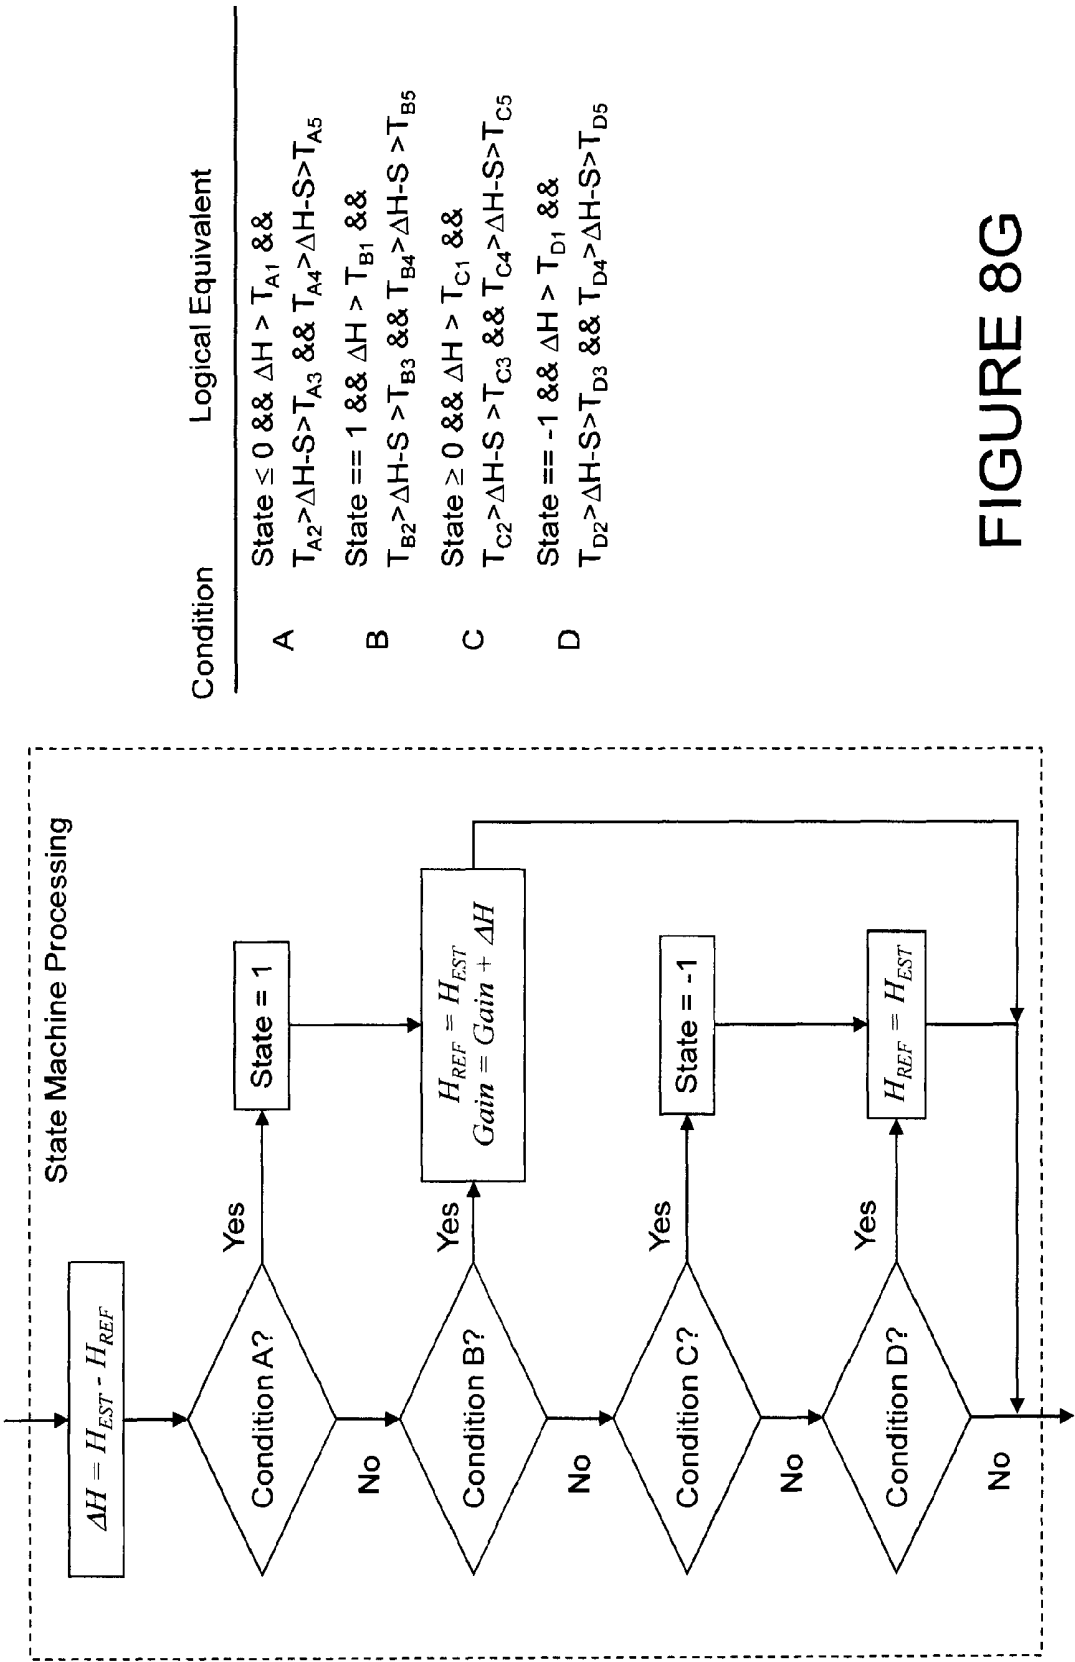 State Machine Processing
ΔH = H_EST - H_REF
Condition A?
Yes
State = 1
No
Condition B?
Yes
H_REF = H_EST
Gain = Gain + ΔH
No
Condition C?
Yes
State = -1
No
Condition D?
Yes
H_REF = H_EST
No
Condition Logical Equivalent
A State ≤ 0 && ΔH > T_A1 &&
T_A2>ΔH-S>T_A3 && T_A4>ΔH-S>T_A5
B State == 1 && ΔH > T_B1 &&
T_B2>ΔH-S >T_B3 && T_B4>ΔH-S >T_B5
C State ≥ 0 && ΔH > T_C1 &&
T_C2>ΔH-S >T_C3 && T_C4>ΔH-S>T_C5
D State == -1 && ΔH > T_D1 &&
T_D2>ΔH-S>T_D3 && T_D4>ΔH-S>T_D5
FIGURE 8G